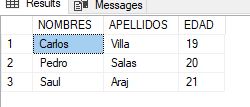 Results Messages
NOMBRES APELLIDOS EDAD
1 Carlos Villa 19
2 Pedro Salas 20
3 Saul Araj 21